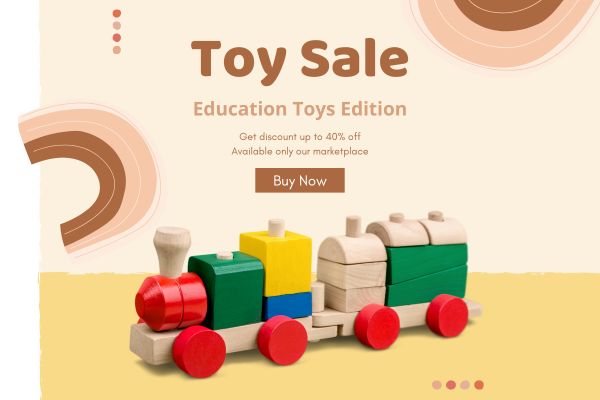 Toy Sale
Education Toys Edition
Get discount up to 40% off
Available only our marketplace
Buy Now